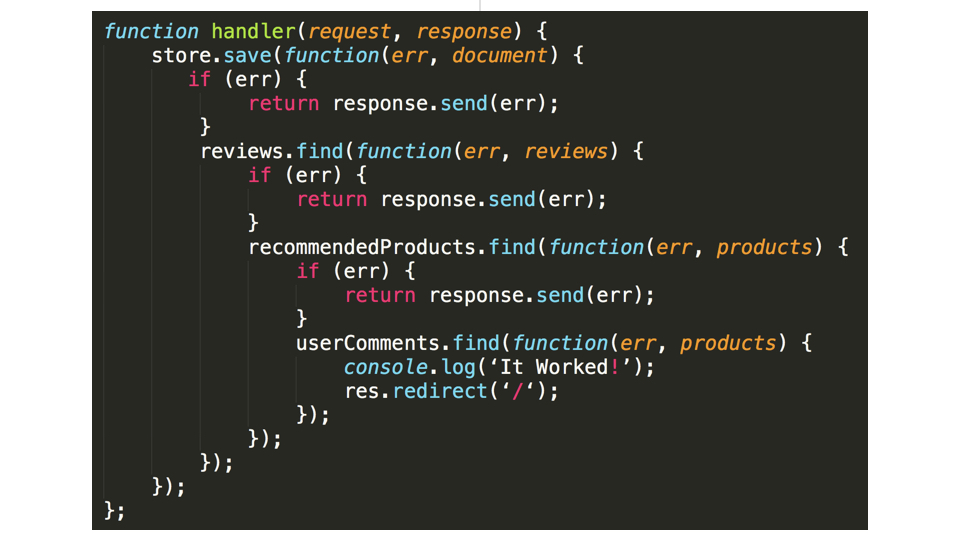 function handler(request, response) {
    store.save(function(err, document) {
       if (err) {
            return response.send(err);
        }
        reviews.find(function(err, reviews) {
            if (err) {
                return response.send(err);
            }
            recommendedProducts.find(function(err, products) {
                if (err) {
                    return response.send(err);
                }
                userComments.find(function(err, products) {
                    console.log(‘It Worked!’);
                    res.redirect(‘/‘);
                });
            });
        });
    });
};